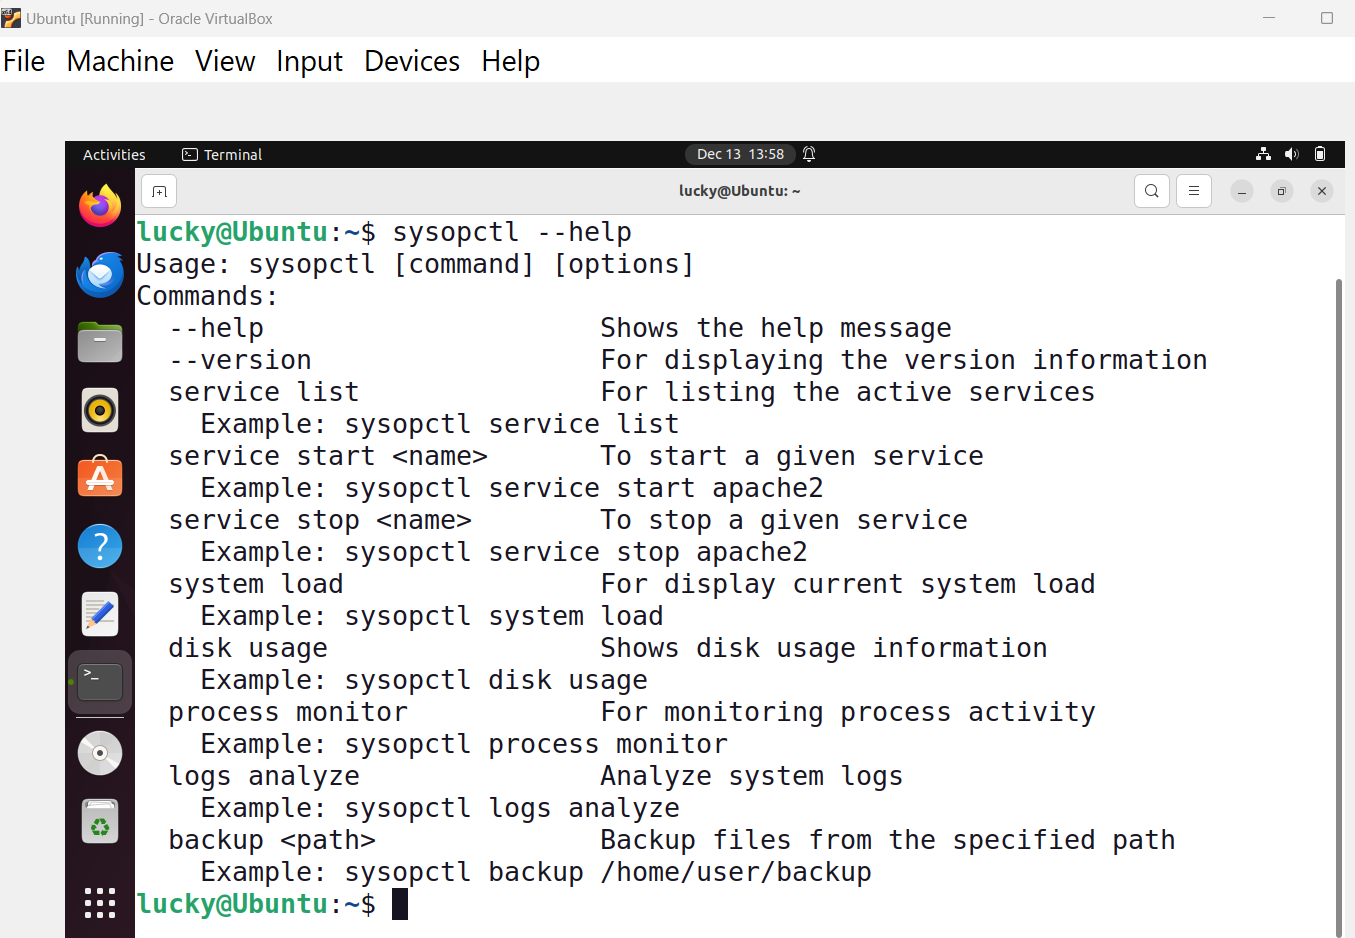 Ubuntu [Running] - Oracle VirtualBox
File Machine View Input Devices Help
Activities Terminal Dec 13 13:58
lucky@Ubuntu: ~
lucky@Ubuntu:~$ sysopctl --help
Usage: sysopctl [command] [options]
Commands:
  --help                     Shows the help message
  --version                  For displaying the version information
  service list               For listing the active services
    Example: sysopctl service list
  service start <name>       To start a given service
    Example: sysopctl service start apache2
  service stop <name>        To stop a given service
    Example: sysopctl service stop apache2
  system load                For display current system load
    Example: sysopctl system load
  disk usage                 Shows disk usage information
    Example: sysopctl disk usage
  process monitor            For monitoring process activity
    Example: sysopctl process monitor
  logs analyze               Analyze system logs
    Example: sysopctl logs analyze
  backup <path>              Backup files from the specified path
    Example: sysopctl backup /home/user/backup
lucky@Ubuntu:~$